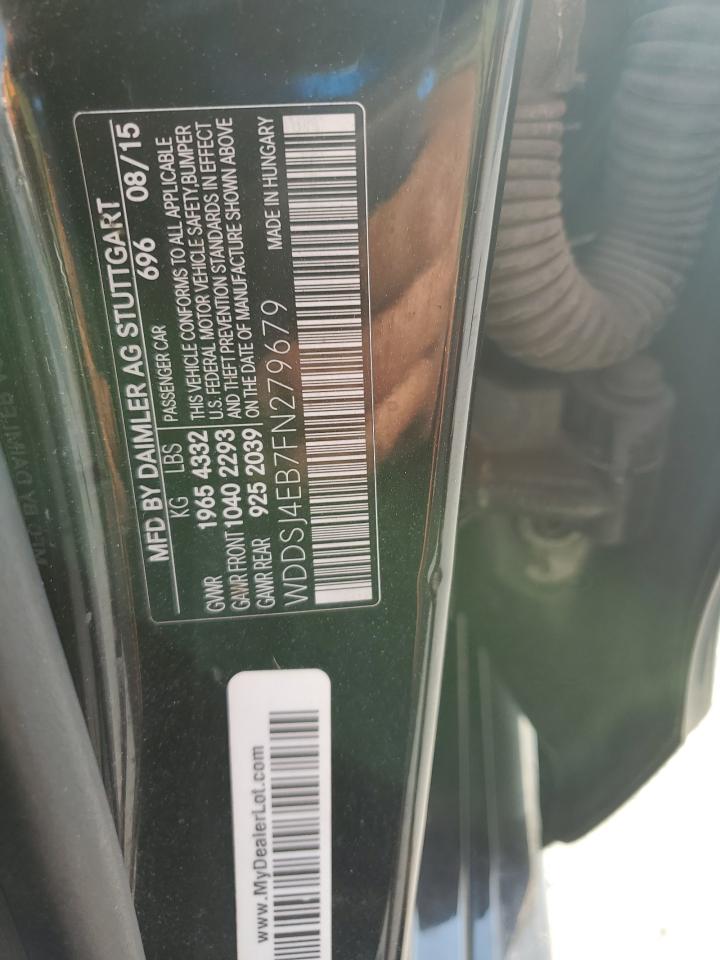 MFD BY DAIMLER AG STUTTGART
696 08/15
KG LBS PASSENGER CAR
GVWR 1965 4332
GAWR FRONT 1040 2293
GAWR REAR 925 2039
THIS VEHICLE CONFORMS TO ALL APPLICABLE
U.S. FEDERAL MOTOR VEHICLE SAFETY,BUMPER
AND THEFT PREVENTION STANDARDS IN EFFECT
ON THE DATE OF MANUFACTURE SHOWN ABOVE
WDDSJ4EB7FN279679 MADE IN HUNGARY
www.MyDealerLot.com